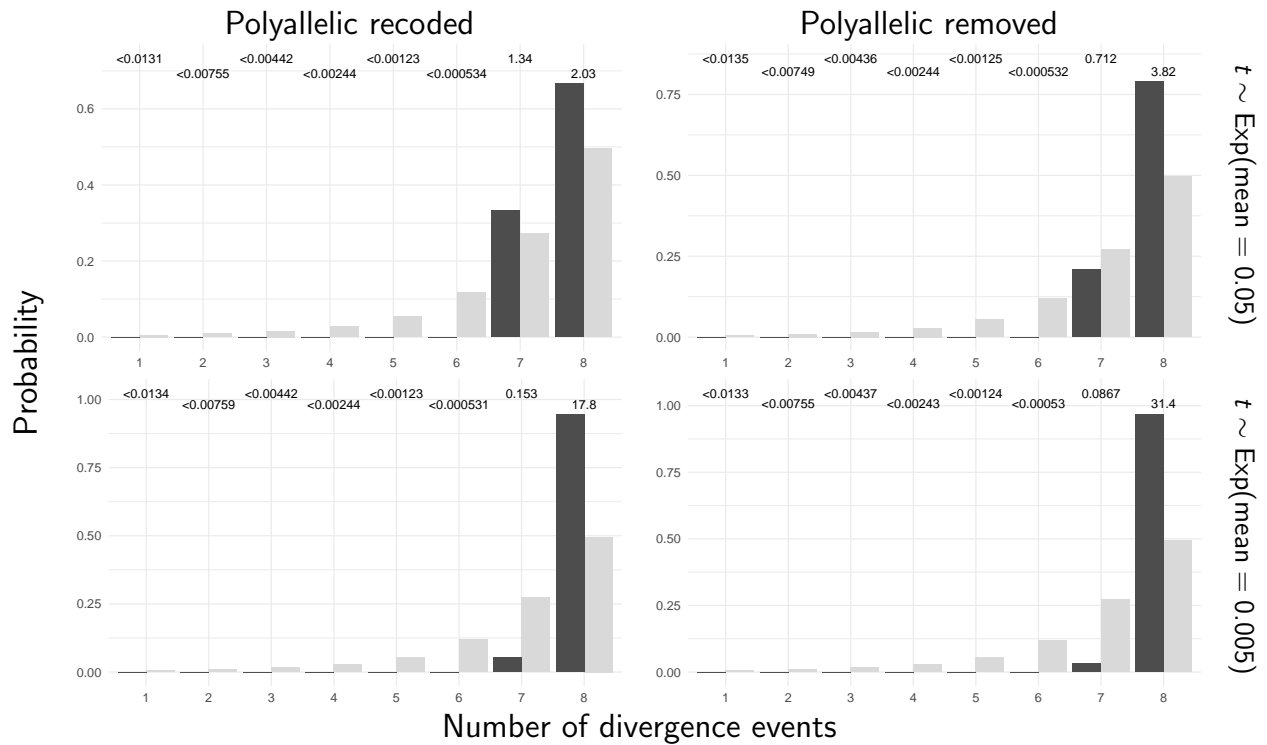 Polyallelic recoded
Polyallelic removed
<0.0131 <0.00442 <0.00123 1.34
<0.00755 <0.00244 <0.000534 2.03
0.6
0.4
0.2
0.0
1 2 3 4 5 6 7 8
<0.0135 <0.00436 <0.00125 0.712
<0.00749 <0.00244 <0.000532 3.82
0.75
0.50
0.25
0.00
1 2 3 4 5 6 7 8
t ∼ Exp(mean = 0.05)
Probability
<0.0134 <0.00442 <0.00123 0.153
<0.00759 <0.00244 <0.000531 17.8
1.00
0.75
0.50
0.25
0.00
1 2 3 4 5 6 7 8
<0.0133 <0.00437 <0.00124 0.0867
<0.00755 <0.00243 <0.00053 31.4
1.00
0.75
0.50
0.25
0.00
1 2 3 4 5 6 7 8
t ∼ Exp(mean = 0.005)
Number of divergence events